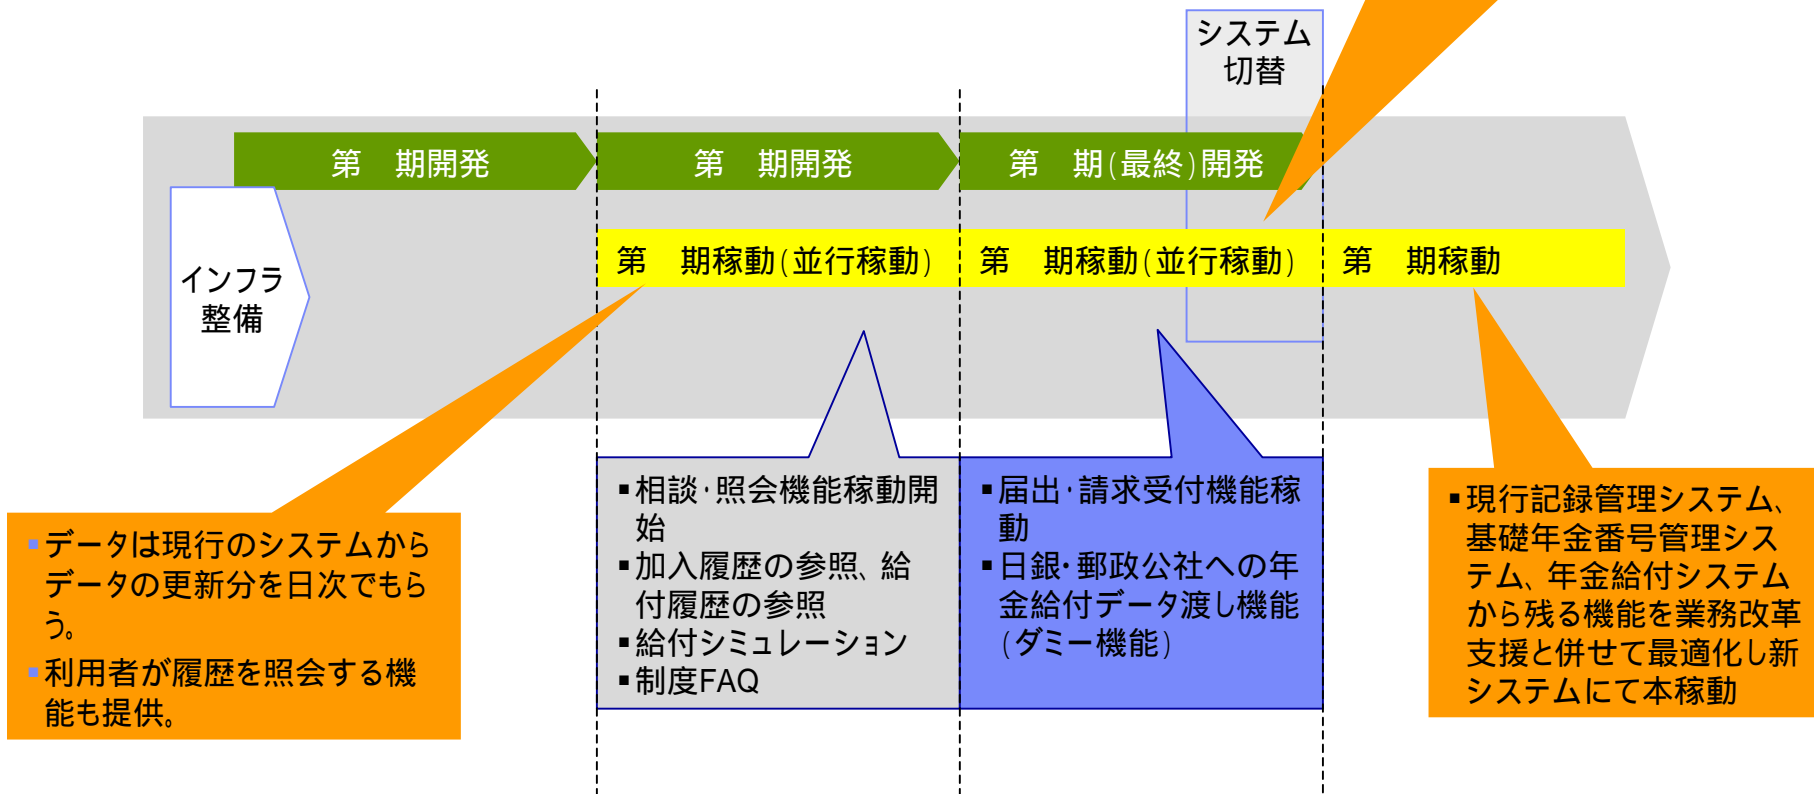 システム
切替
第　期開発
第　期開発
第　期(最終)開発
インフラ
整備
第　期稼動(並行稼動)
第　期稼動(並行稼動)
第　期稼動
▪データは現行のシステムから
データの更新分を日次でもら
う。
▪利用者が履歴を照会する機
能も提供。
▪相談・照会機能稼動開
始
▪加入履歴の参照、給
付履歴の参照
▪給付シミュレーション
▪制度FAQ
▪届出・請求受付機能稼
動
▪日銀・郵政公社への年
金給付データ渡し機能
(ダミー機能)
▪現行記録管理システム、
基礎年金番号管理シス
テム、年金給付システム
から残る機能を業務改革
支援と併せて最適化し新
システムにて本稼動